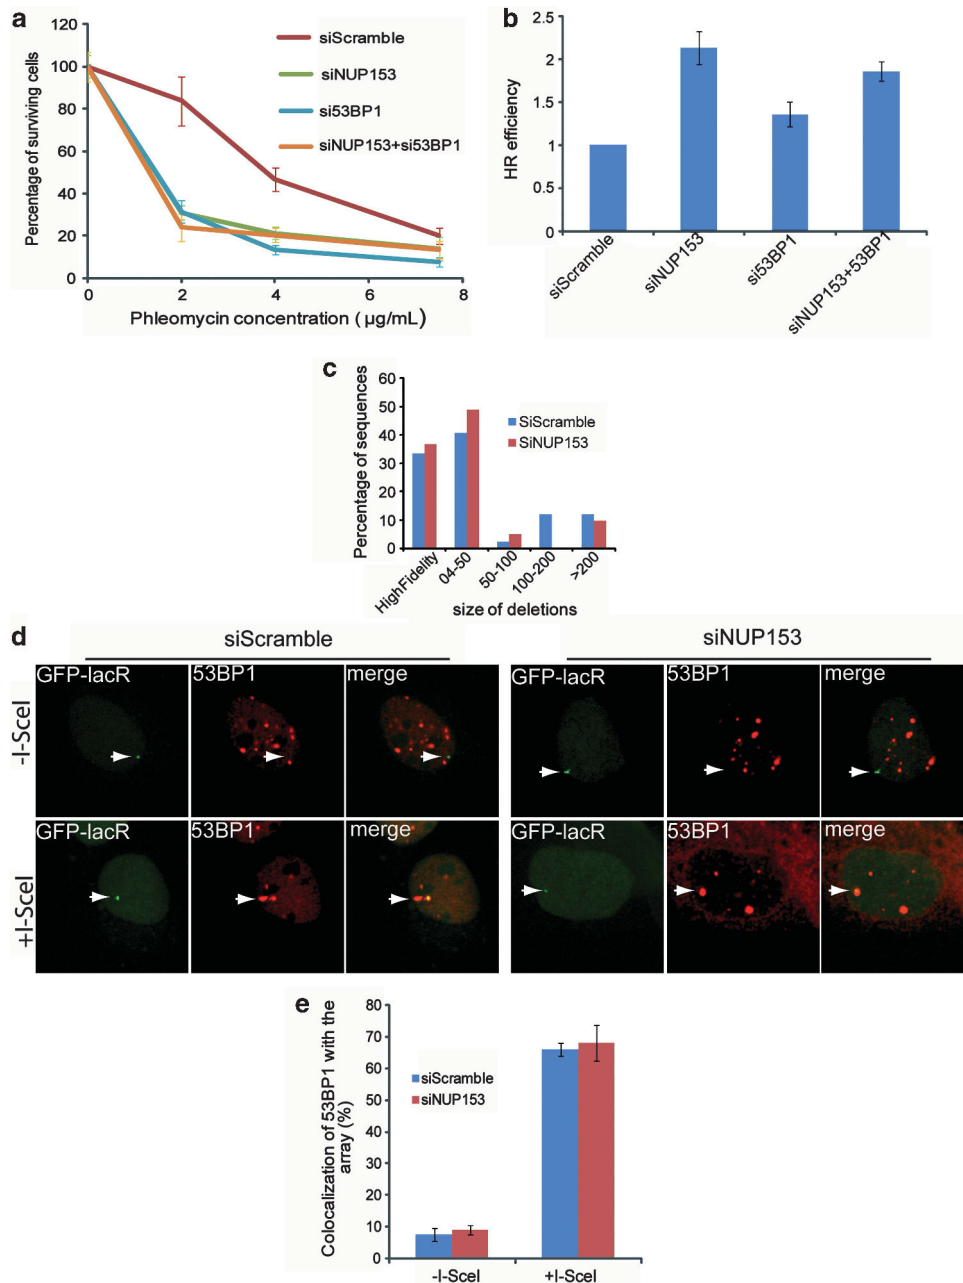 a
120
100
80
60
40
20
0
0
2
4
6
8
Percentage of surviving cells
Phleomycin concentration ( µg/mL)
siScramble
siNUP153
si53BP1
siNUP153+si53BP1
b
2.5
2
1.5
1
0.5
0
HR efficiency
siScramble
siNUP153
si53BP1
siNUP153+53BP1
c
60
50
40
30
20
10
0
Percentage of sequences
SiScramble
SiNUP153
HighFidelity
04-50
50-100
100-200
>200
size of deletions
d
siScramble
siNUP153
-I-SceI
GFP-lacR
53BP1
merge
GFP-lacR
53BP1
merge
+I-SceI
GFP-lacR
53BP1
merge
GFP-lacR
53BP1
merge
e
80
70
60
50
40
30
20
10
0
Colocalization of 53BP1 with the
array (%)
siScramble
siNUP153
-I-SceI
+I-SceI